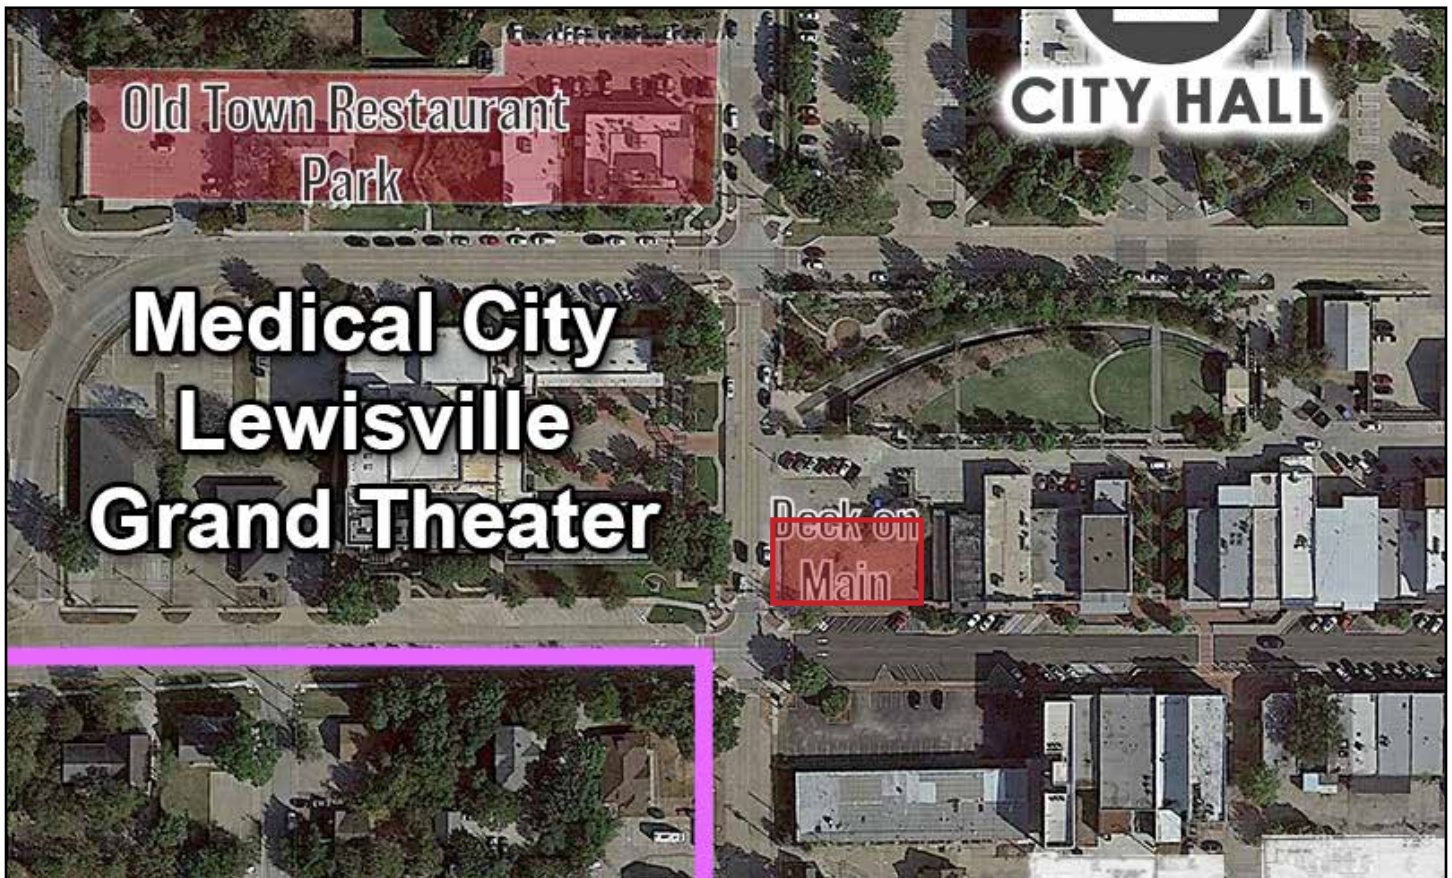 Old Town Restaurant
Park
CITY HALL
Medical City
Lewisville
Grand Theater
Deck on
Main